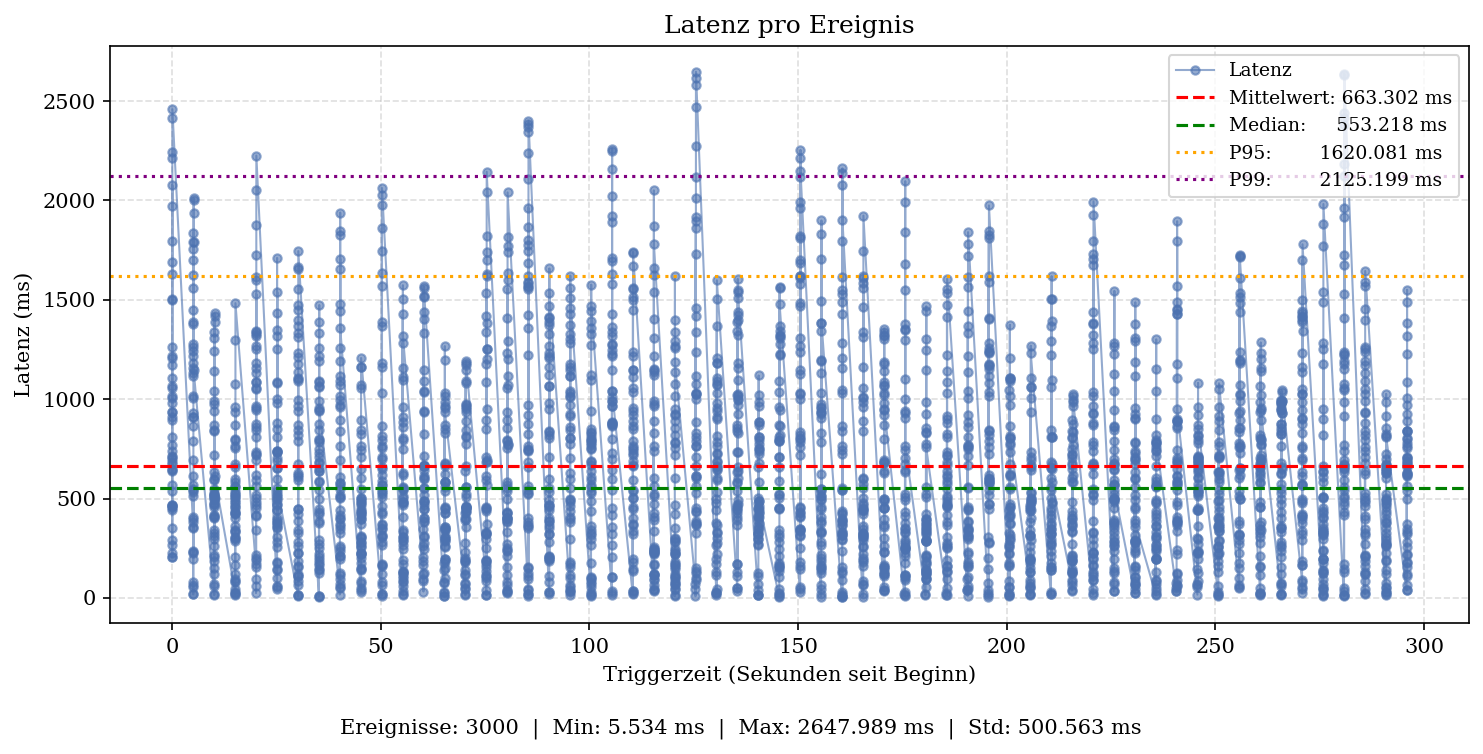 Latenz pro Ereignis
Latenz
Mittelwert: 663.302 ms
Median: 553.218 ms
P95: 1620.081 ms
P99: 2125.199 ms
Latenz (ms)
2500
2000
1500
1000
500
0
0 50 100 150 200 250 300
Triggerzeit (Sekunden seit Beginn)
Ereignisse: 3000 | Min: 5.534 ms | Max: 2647.989 ms | Std: 500.563 ms